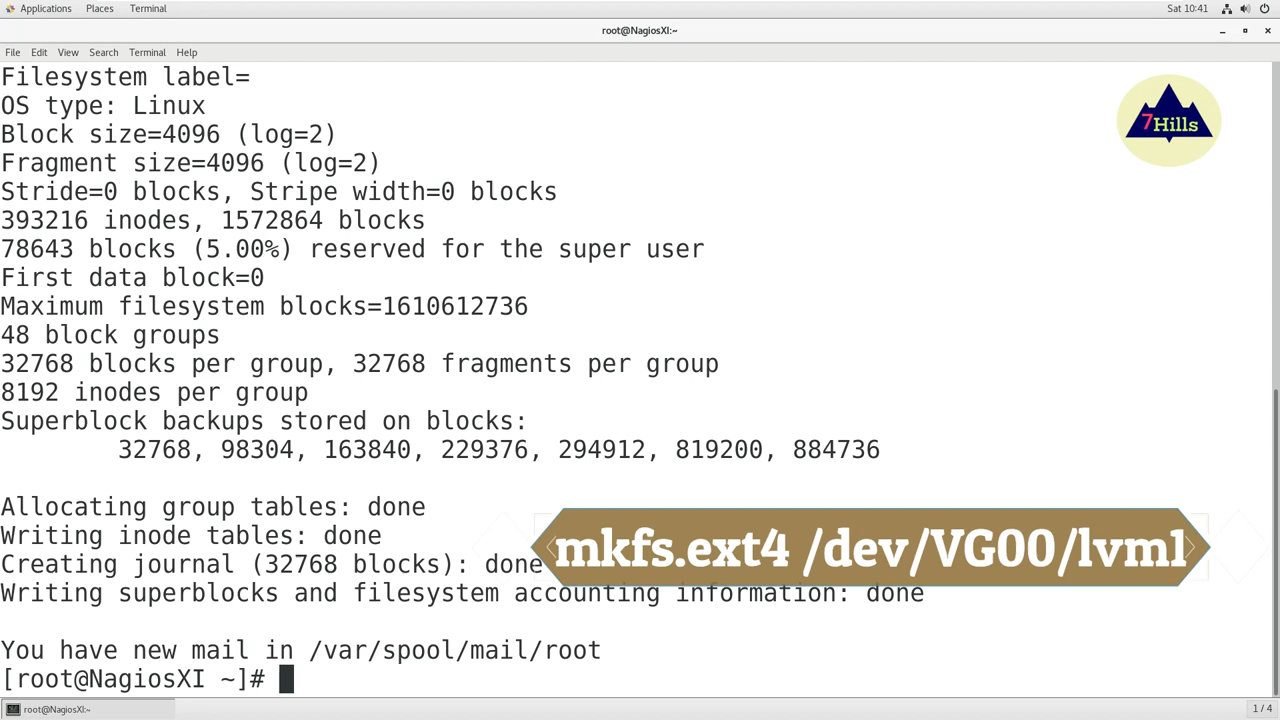 Applications Places Terminal Sat 10:41
root@NagiosXI:~
File Edit View Search Terminal Help
Filesystem label=
OS type: Linux
Block size=4096 (log=2)
Fragment size=4096 (log=2)
Stride=0 blocks, Stripe width=0 blocks
393216 inodes, 1572864 blocks
78643 blocks (5.00%) reserved for the super user
First data block=0
Maximum filesystem blocks=1610612736
48 block groups
32768 blocks per group, 32768 fragments per group
8192 inodes per group
Superblock backups stored on blocks:
32768, 98304, 163840, 229376, 294912, 819200, 884736
Allocating group tables: done
Writing inode tables: done
Creating journal (32768 blocks): done
Writing superblocks and filesystem accounting information: done
You have new mail in /var/spool/mail/root
[root@NagiosXI ~]#
7Hills
mkfs.ext4 /dev/VG00/lvml
root@NagiosXI:~ 1 / 4